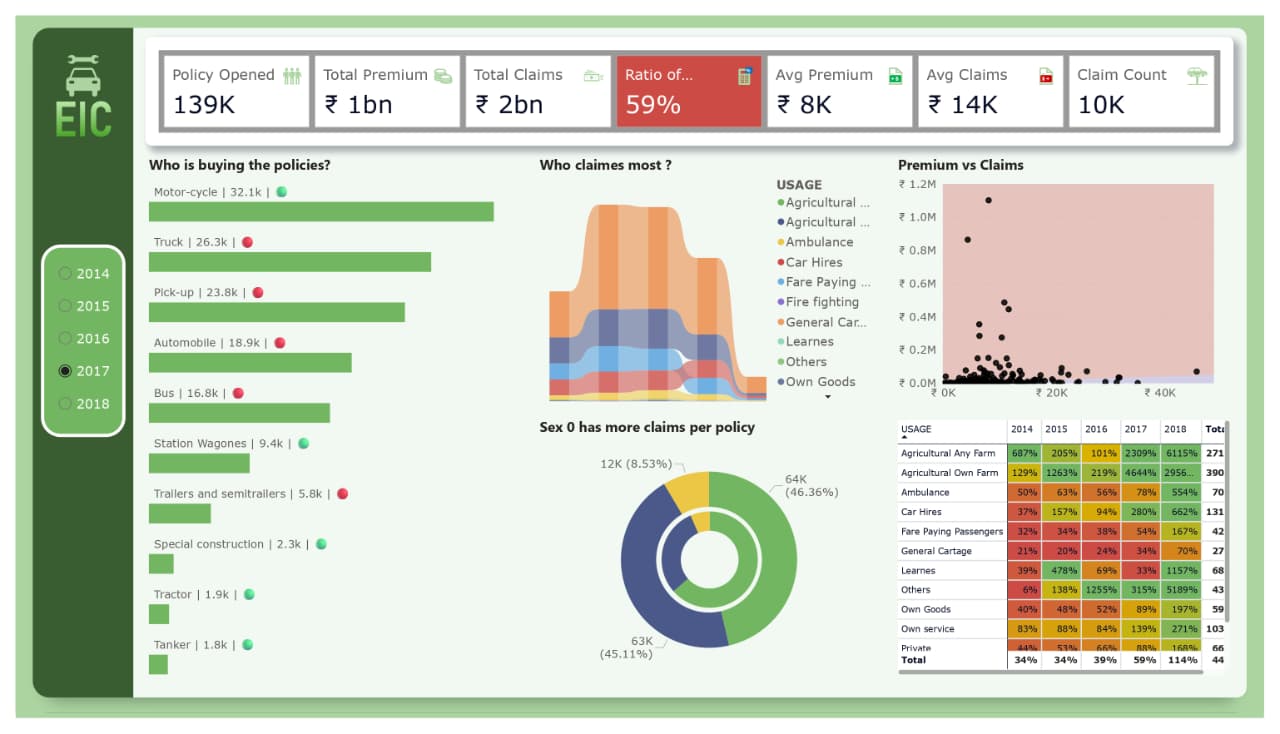 EIC
2014
2015
2016
2017
2018
Policy Opened
139K
Total Premium
₹ 1bn
Total Claims
₹ 2bn
Ratio of...
59%
Avg Premium
₹ 8K
Avg Claims
₹ 14K
Claim Count
10K
Who is buying the policies?
Motor-cycle | 32.1k |
Truck | 26.3k |
Pick-up | 23.8k |
Automobile | 18.9k |
Bus | 16.8k |
Station Wagones | 9.4k |
Trailers and semitrallers | 5.8k |
Special construction | 2.3k |
Tractor | 1.9k |
Tanker | 1.8k |
Who claimes most ?
USAGE
Agricultural ...
Agricultural ...
Ambulance
Car Hires
Fare Paying ...
Fire fighting
General Car...
Learnes
Others
Own Goods
Sex 0 has more claims per policy
12K (8.53%)
64K
(46.36%)
63K
(45.11%)
Premium vs Claims
₹ 1.2M
₹ 1.0M
₹ 0.8M
₹ 0.6M
₹ 0.4M
₹ 0.2M
₹ 0.0M
₹ 0K ₹ 20K ₹ 40K
USAGE 2014 2015 2016 2017 2018 Tota
Agricultural Any Farm 687% 205% 101% 2309% 6115% 271
Agricultural Own Farm 129% 1263% 219% 4644% 2956... 390
Ambulance 50% 63% 56% 78% 554% 70
Car Hires 37% 157% 94% 280% 662% 131
Fare Paying Passengers 32% 34% 38% 54% 167% 42
General Cartage 21% 20% 24% 34% 70% 27
Learnes 39% 478% 69% 33% 1157% 68
Others 6% 138% 1255% 315% 5189% 43
Own Goods 40% 48% 52% 89% 197% 59
Own service 83% 88% 84% 139% 271% 103
Private 44% 53% 66% 88% 168% 66
Total 34% 34% 39% 59% 114% 44